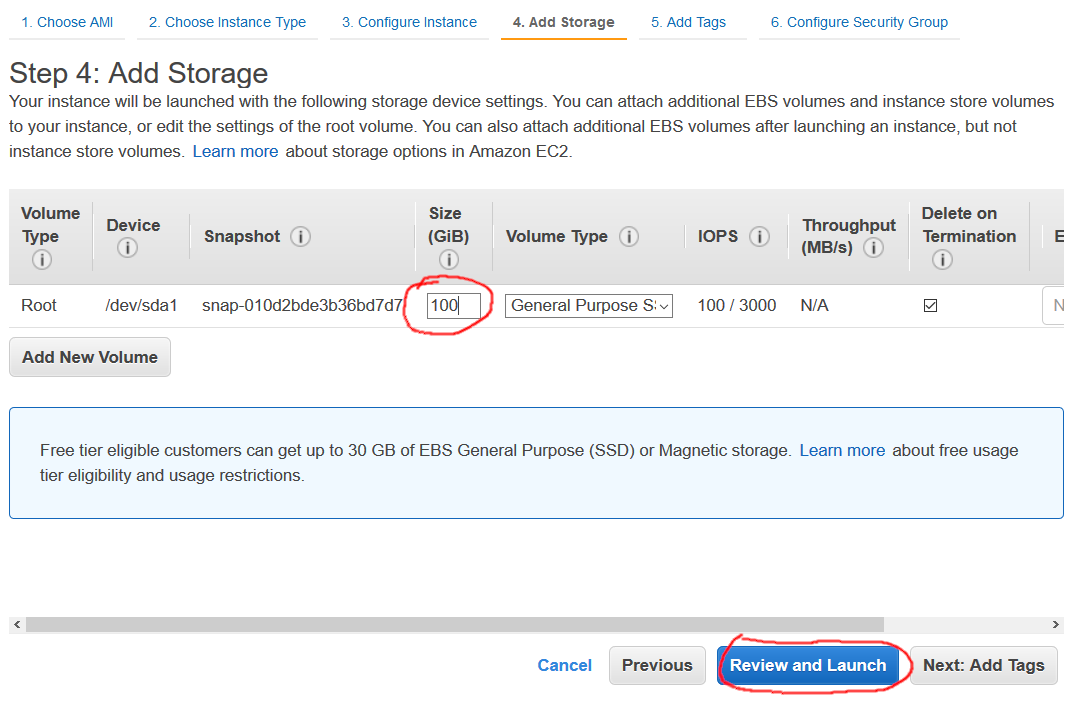 1. Choose AMI 2. Choose Instance Type 3. Configure Instance 4. Add Storage 5. Add Tags 6. Configure Security Group
Step 4: Add Storage
Your instance will be launched with the following storage device settings. You can attach additional EBS volumes and instance store volumes
to your instance, or edit the settings of the root volume. You can also attach additional EBS volumes after launching an instance, but not
instance store volumes. Learn more about storage options in Amazon EC2.
Volume Type Device Snapshot Size (GiB) Volume Type IOPS Throughput (MB/s) Delete on Termination E
Root /dev/sda1 snap-010d2bde3b36bd7d7 100 General Purpose S 100 / 3000 N/A N
Add New Volume
Free tier eligible customers can get up to 30 GB of EBS General Purpose (SSD) or Magnetic storage. Learn more about free usage
tier eligibility and usage restrictions.
Cancel Previous Review and Launch Next: Add Tags